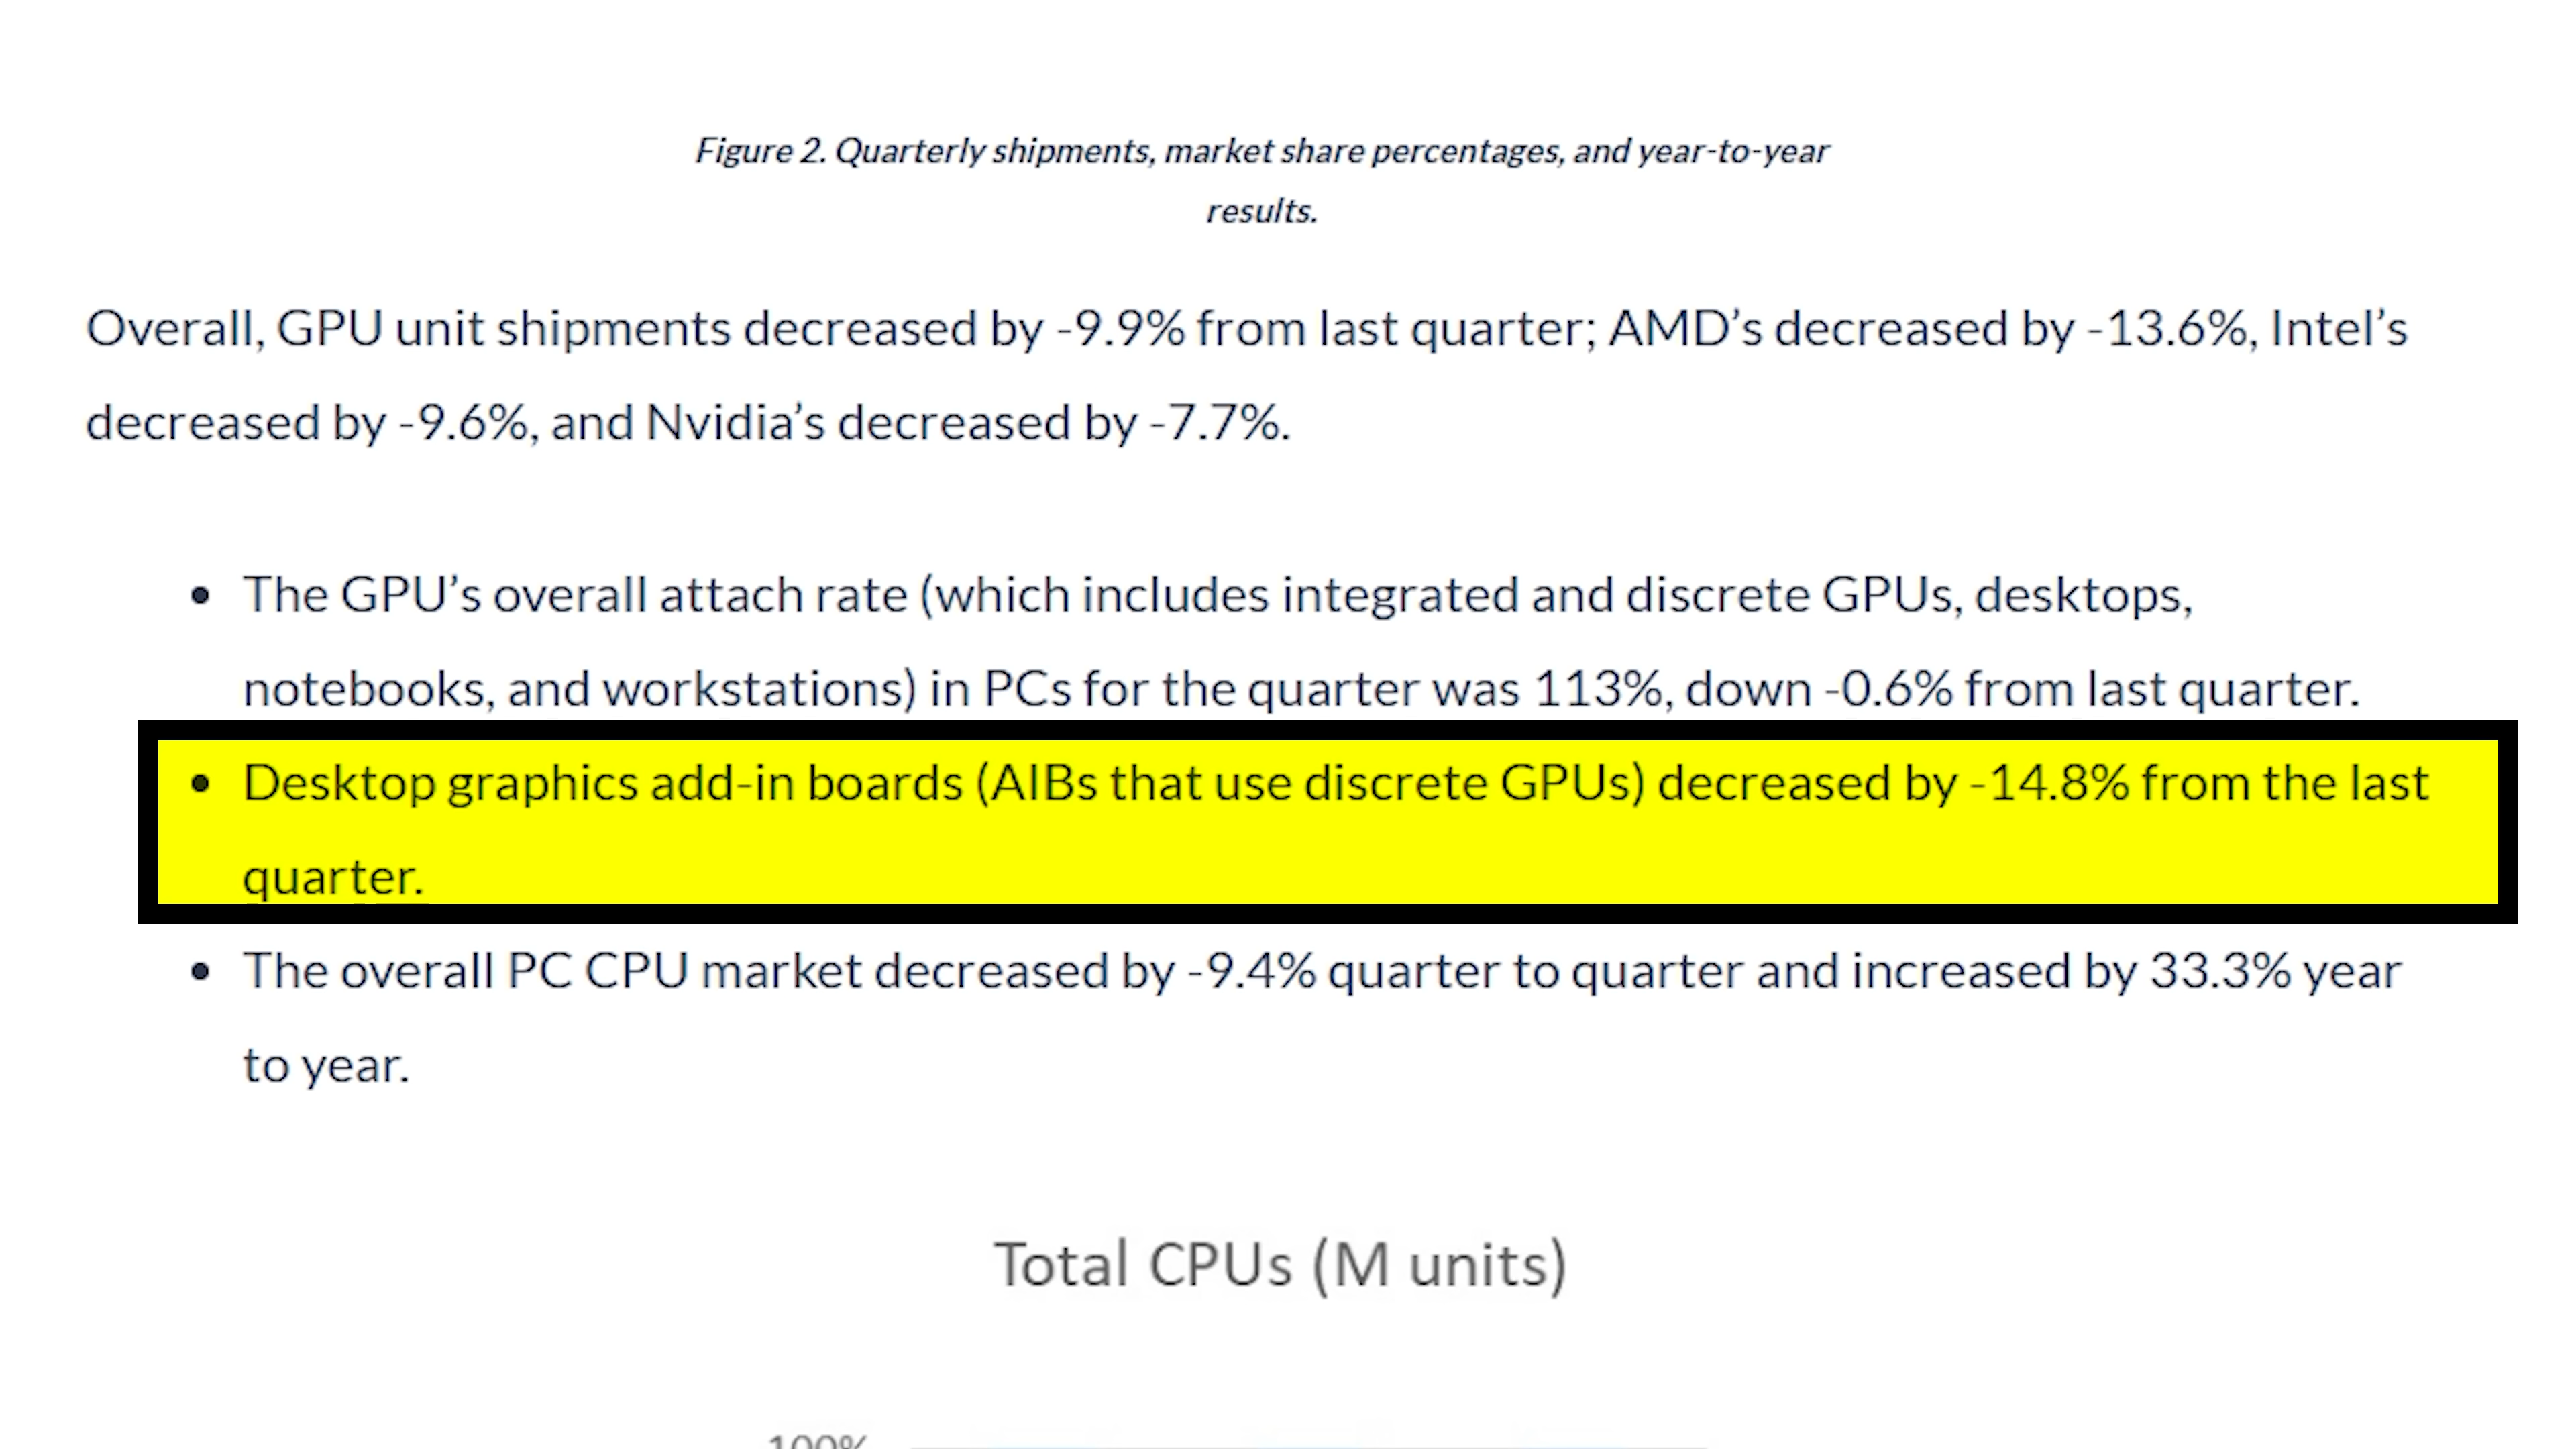 Figure 2. Quarterly shipments, market share percentages, and year-to-year
results.
Overall, GPU unit shipments decreased by -9.9% from last quarter; AMD’s decreased by -13.6%, Intel’s
decreased by -9.6%, and Nvidia’s decreased by -7.7%.
• The GPU’s overall attach rate (which includes integrated and discrete GPUs, desktops,
notebooks, and workstations) in PCs for the quarter was 113%, down -0.6% from last quarter.
• Desktop graphics add-in boards (AIBs that use discrete GPUs) decreased by -14.8% from the last
quarter.
• The overall PC CPU market decreased by -9.4% quarter to quarter and increased by 33.3% year
to year.
Total CPUs (M units)
100%